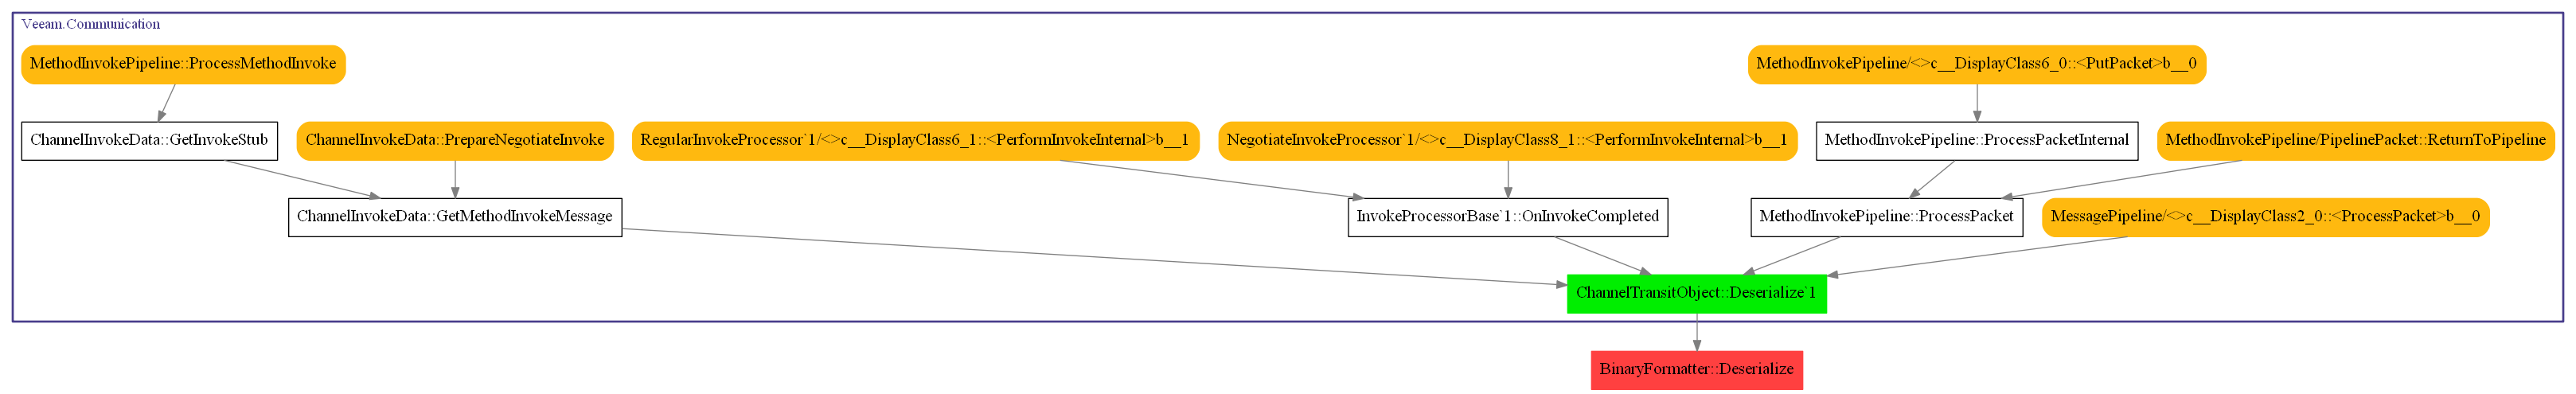 Veeam.Communication
MethodInvokePipeline::ProcessMethodInvoke
MethodInvokePipeline/<>c__DisplayClass6_0::<PutPacket>b__0
ChannelInvokeData::GetInvokeStub
ChannelInvokeData::PrepareNegotiateInvoke
RegularInvokeProcessor`1/<>c__DisplayClass6_1::<PerformInvokeInternal>b__1
NegotiateInvokeProcessor`1/<>c__DisplayClass8_1::<PerformInvokeInternal>b__1
MethodInvokePipeline::ProcessPacketInternal
MethodInvokePipeline/PipelinePacket::ReturnToPipeline
ChannelInvokeData::GetMethodInvokeMessage
InvokeProcessorBase`1::OnInvokeCompleted
MethodInvokePipeline::ProcessPacket
MessagePipeline/<>c__DisplayClass2_0::<ProcessPacket>b__0
ChannelTransitObject::Deserialize`1
BinaryFormatter::Deserialize